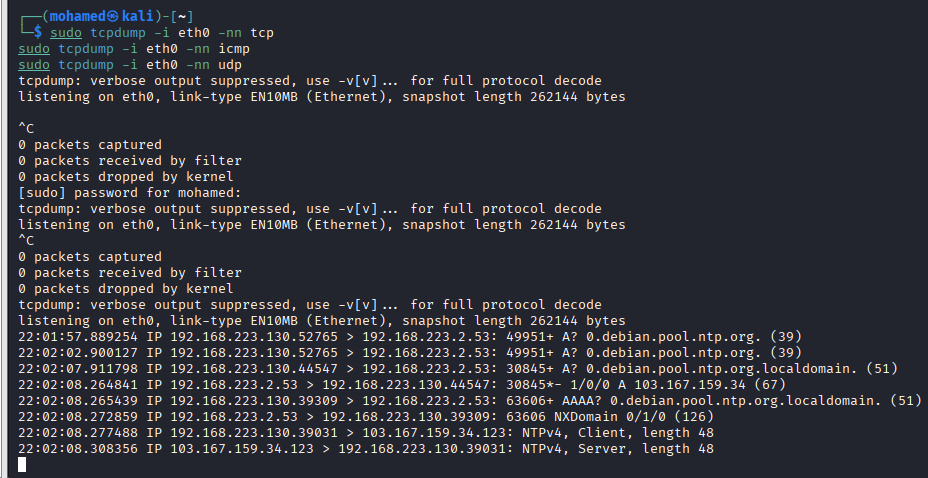 ┌──(mohamed㉿kali)-[~]
└─$ sudo tcpdump -i eth0 -nn tcp
sudo tcpdump -i eth0 -nn icmp
sudo tcpdump -i eth0 -nn udp
tcpdump: verbose output suppressed, use -v[v]... for full protocol decode
listening on eth0, link-type EN10MB (Ethernet), snapshot length 262144 bytes
^C
0 packets captured
0 packets received by filter
0 packets dropped by kernel
[sudo] password for mohamed:
tcpdump: verbose output suppressed, use -v[v]... for full protocol decode
listening on eth0, link-type EN10MB (Ethernet), snapshot length 262144 bytes
^C
0 packets captured
0 packets received by filter
0 packets dropped by kernel
tcpdump: verbose output suppressed, use -v[v]... for full protocol decode
listening on eth0, link-type EN10MB (Ethernet), snapshot length 262144 bytes
22:01:57.889254 IP 192.168.223.130.52765 > 192.168.223.2.53: 49951+ A? 0.debian.pool.ntp.org. (39)
22:02:02.900127 IP 192.168.223.130.52765 > 192.168.223.2.53: 49951+ A? 0.debian.pool.ntp.org. (39)
22:02:07.911798 IP 192.168.223.130.44547 > 192.168.223.2.53: 30845+ A? 0.debian.pool.ntp.org.localdomain. (51)
22:02:08.264841 IP 192.168.223.2.53 > 192.168.223.130.44547: 30845*- 1/0/0 A 103.167.159.34 (67)
22:02:08.265439 IP 192.168.223.130.39309 > 192.168.223.2.53: 63606+ AAAA? 0.debian.pool.ntp.org.localdomain. (51)
22:02:08.272859 IP 192.168.223.2.53 > 192.168.223.130.39309: 63606 NXDomain 0/1/0 (126)
22:02:08.277488 IP 192.168.223.130.39031 > 103.167.159.34.123: NTPv4, Client, length 48
22:02:08.308356 IP 103.167.159.34.123 > 192.168.223.130.39031: NTPv4, Server, length 48